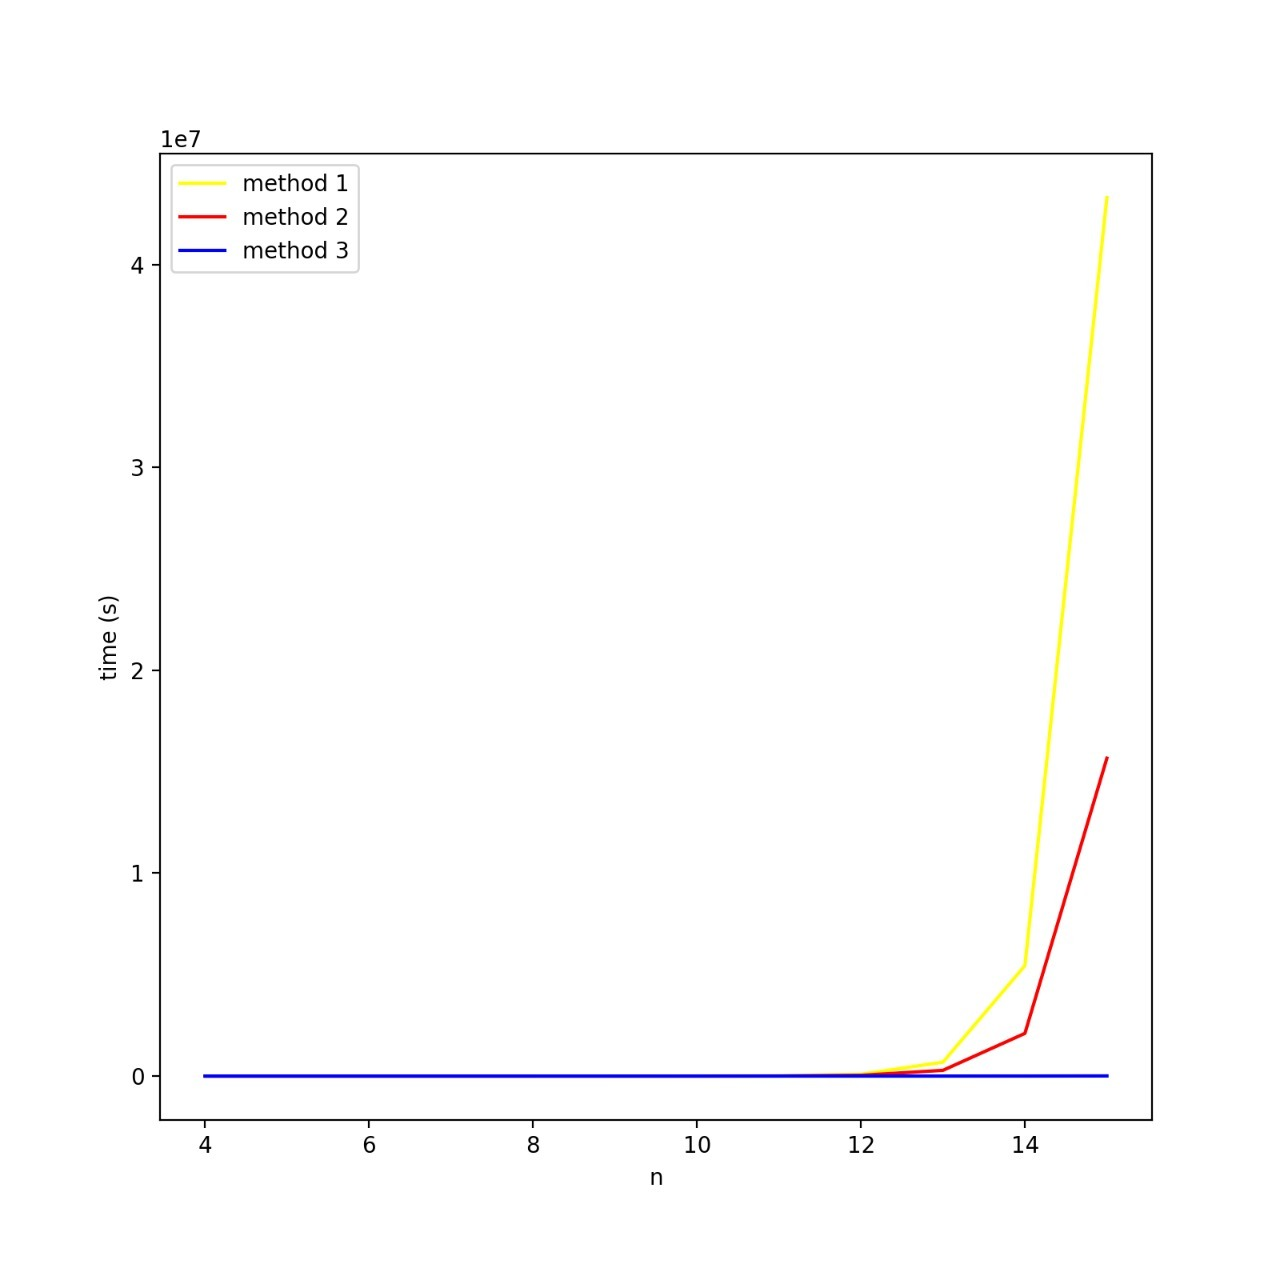 1e7
method 1
method 2
method 3
4
3
2
1
0
time (s)
4 6 8 10 12 14
n